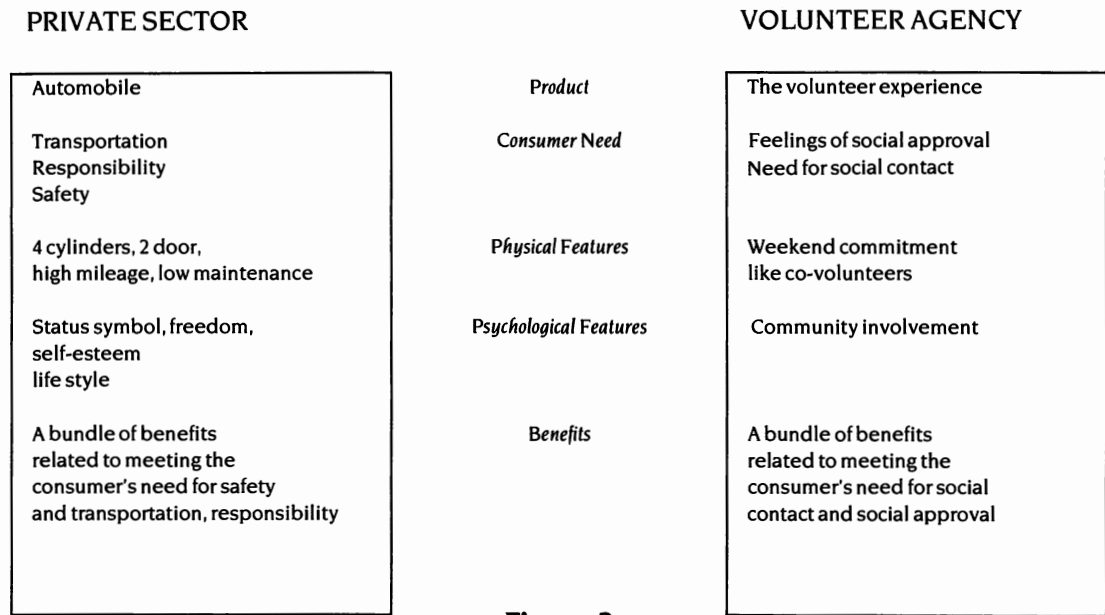 PRIVATE SECTOR
VOLUNTEER AGENCY
Automobile
Product
The volunteer experience
Transportation
Responsibility
Safety
Consumer Need
Feelings of social approval
Need for social contact
4 cylinders, 2 door,
high mileage, low maintenance
Physical Features
Weekend commitment
like co-volunteers
Status symbol, freedom,
self-esteem
life style
Psychological Features
Community involvement
A bundle of benefits
related to meeting the
consumer's need for safety
and transportation, responsibility
Benefits
A bundle of benefits
related to meeting the
consumer's need for social
contact and social approval